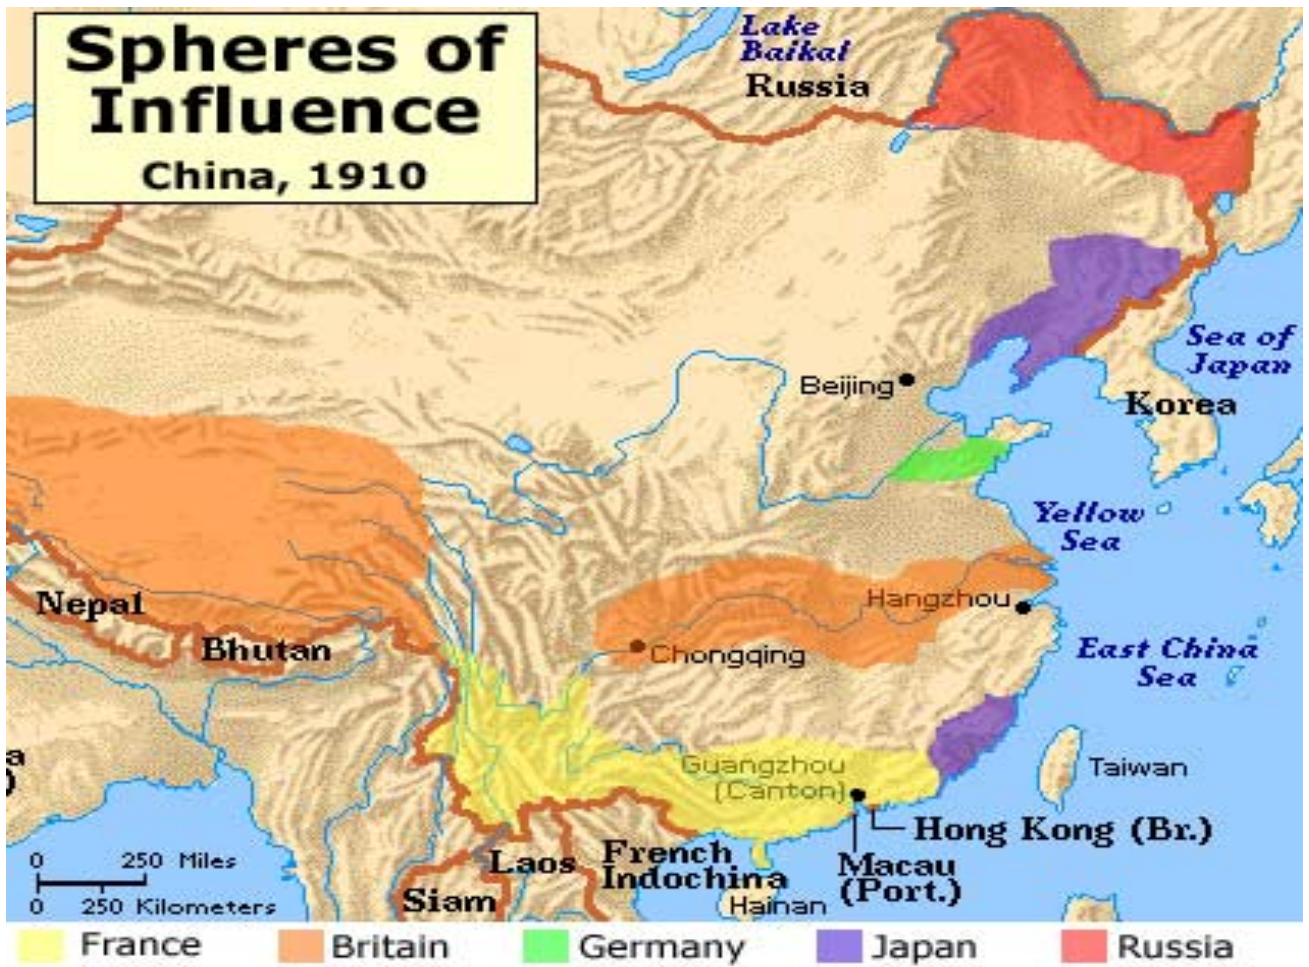 Spheres of
Influence
China, 1910
Lake
Baikal
Russia
Sea of
Japan
Beijing
Korea
Yellow
Sea
Nepal
Hangzhou
Bhutan
Chongqing
East China
Sea
a
)
Guangzhou
(Canton)
Taiwan
Hong Kong (Br.)
Macau
(Port.)
French
Indochina
Laos
Siam
Hainan
0 250 Miles
0 250 Kilometers
France Britain Germany Japan Russia